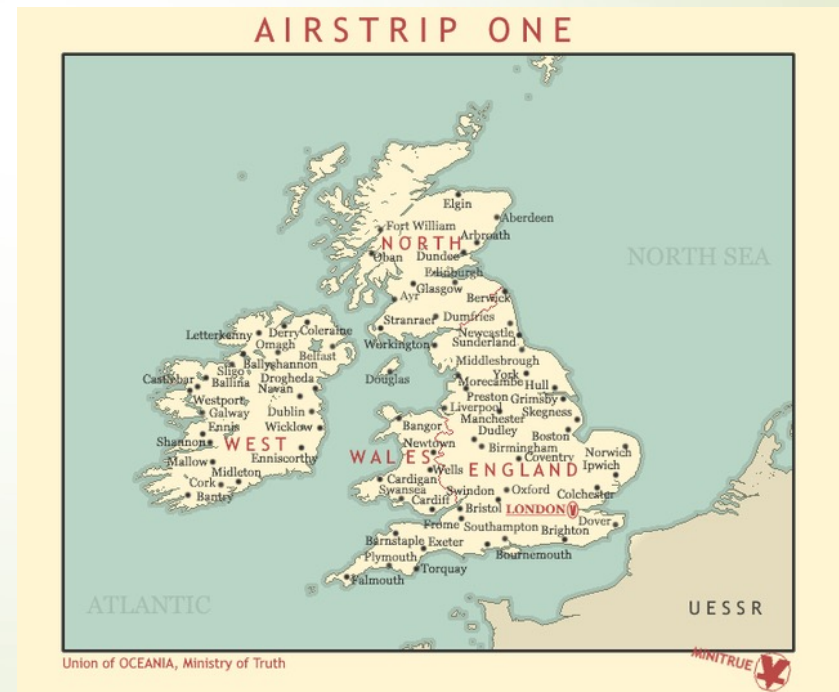 AIRSTRIP ONE
Elgin
Aberdeen
Fort William
Arbroath
NORTH
Oban
Dundee
Edinburgh
NORTH SEA
Glasgow
Ayr
Berwick
Stranraer
Dumfries
Newcastle
Letterkenny
Derry
Coleraine
Workington
Sunderland
Omagh
Belfast
Middlesbrough
Ballyshannon
Sligo
York
Castlybar
Ballina
Drogheda
Douglas
Morecambe
Hull
Navan
Preston
Grimsby
Westport
Liverpool
Skegness
Galway
Dublin
Manchester
Ennis
Wicklow
Bangor
Dudley
Boston
Shannon
WEST
Newtown
Birmingham
Norwich
Enniscorthy
WALES
Coventry
Mallow
Wells
ENGLAND
Ipwich
Midleton
Cardigan
Cork
Swansea
Swindon
Oxford
Colchester
Bantry
Cardiff
Bristol
LONDON
Frome
Southampton
Dover
Brighton
Barnstaple
Exeter
Bournemouth
Plymouth
Torquay
Falmouth
ATLANTIC
UESSR
Union of OCEANIA, Ministry of Truth
MINITRUE